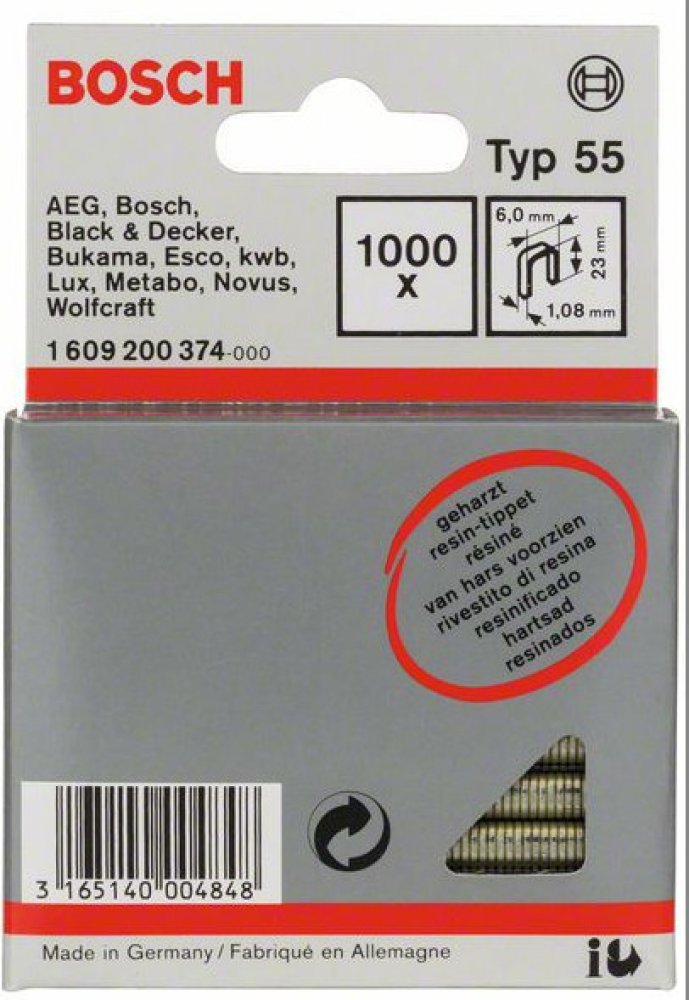 BOSCH
Typ 55
AEG, Bosch,
Black & Decker,
Bukama, Esco, kwb,
Lux, Metabo, Novus,
Wolfcraft
1 609 200 374-000
1000
x
6,0 mm
23 mm
1,08 mm
geharzt
resin-tippet
résiné
van hars voorzien
rivestito di resina
resinificado
hartsad
resinados
3 165140 004848
Made in Germany / Fabriqué en Allemagne